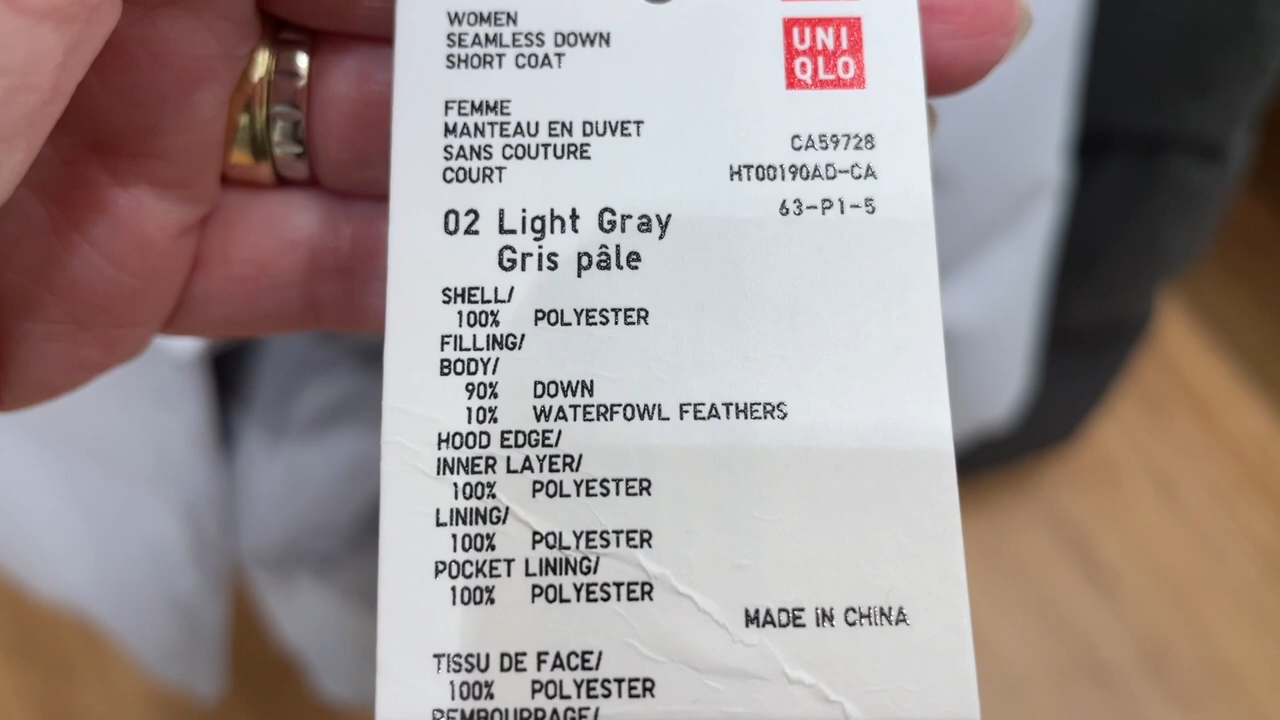 WOMEN
SEAMLESS DOWN
SHORT COAT
UNI
QLO
FEMME
MANTEAU EN DUVET
SANS COUTURE
COURT
CA59728
HT00190AD-CA
63-P1-5
02 Light Gray
Gris pâle
SHELL/
100% POLYESTER
FILLING/
BODY/
90% DOWN
10% WATERFOWL FEATHERS
HOOD EDGE/
INNER LAYER/
100% POLYESTER
LINING/
100% POLYESTER
POCKET LINING/
100% POLYESTER
MADE IN CHINA
TISSU DE FACE/
100% POLYESTER
REMBOURRAGE/